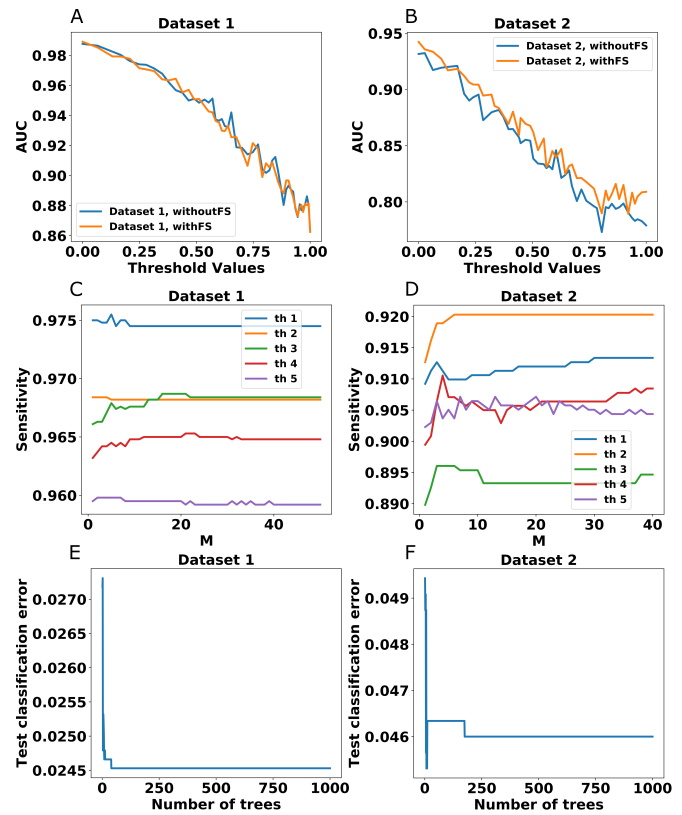 A
Dataset 1
AUC
0.98
0.96
0.94
0.92
0.90
0.88
0.86
Dataset 1, withoutFS
Dataset 1, withFS
0.00 0.25 0.50 0.75 1.00
Threshold Values
B
Dataset 2
AUC
0.95
0.90
0.85
0.80
Dataset 2, withoutFS
Dataset 2, withFS
0.00 0.25 0.50 0.75 1.00
Threshold Values
C
Dataset 1
Sensitivity
0.975
0.970
0.965
0.960
th 1
th 2
th 3
th 4
th 5
0 20 40
M
D
Dataset 2
Sensitivity
0.920
0.915
0.910
0.905
0.900
0.895
0.890
th 1
th 2
th 3
th 4
th 5
0 10 20 30 40
M
E
Dataset 1
Test classification error
0.0270
0.0265
0.0260
0.0255
0.0250
0.0245
0 250 500 750 1000
Number of trees
F
Dataset 2
Test classification error
0.049
0.048
0.047
0.046
0 250 500 750 1000
Number of trees